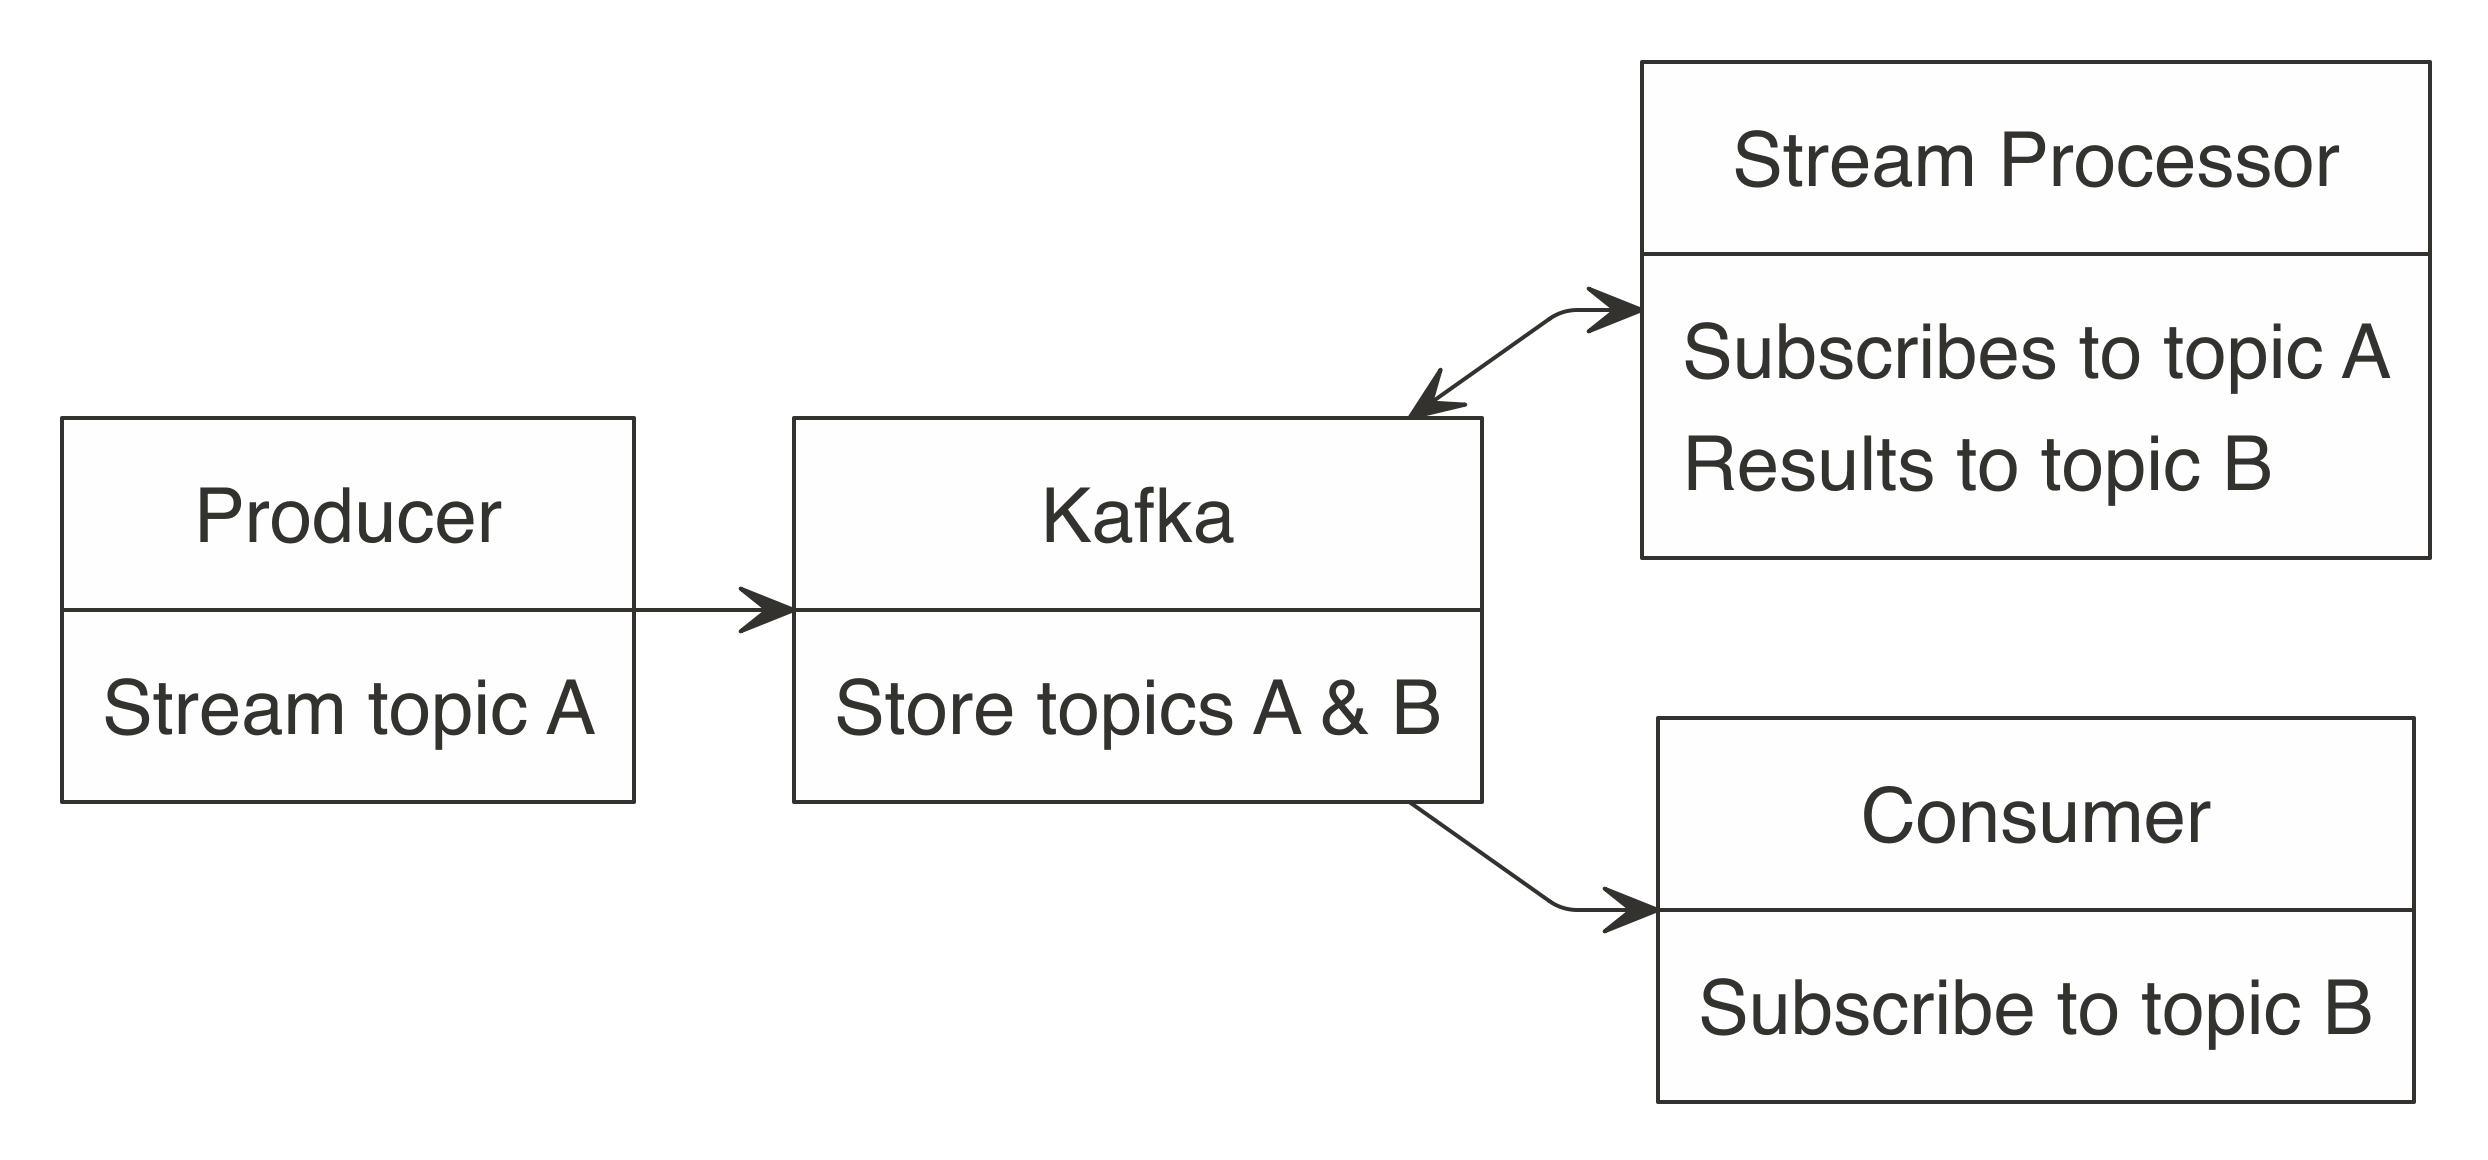 Producer
Stream topic A
Kafka
Store topics A & B
Stream Processor
Subscribes to topic A
Results to topic B
Consumer
Subscribe to topic B